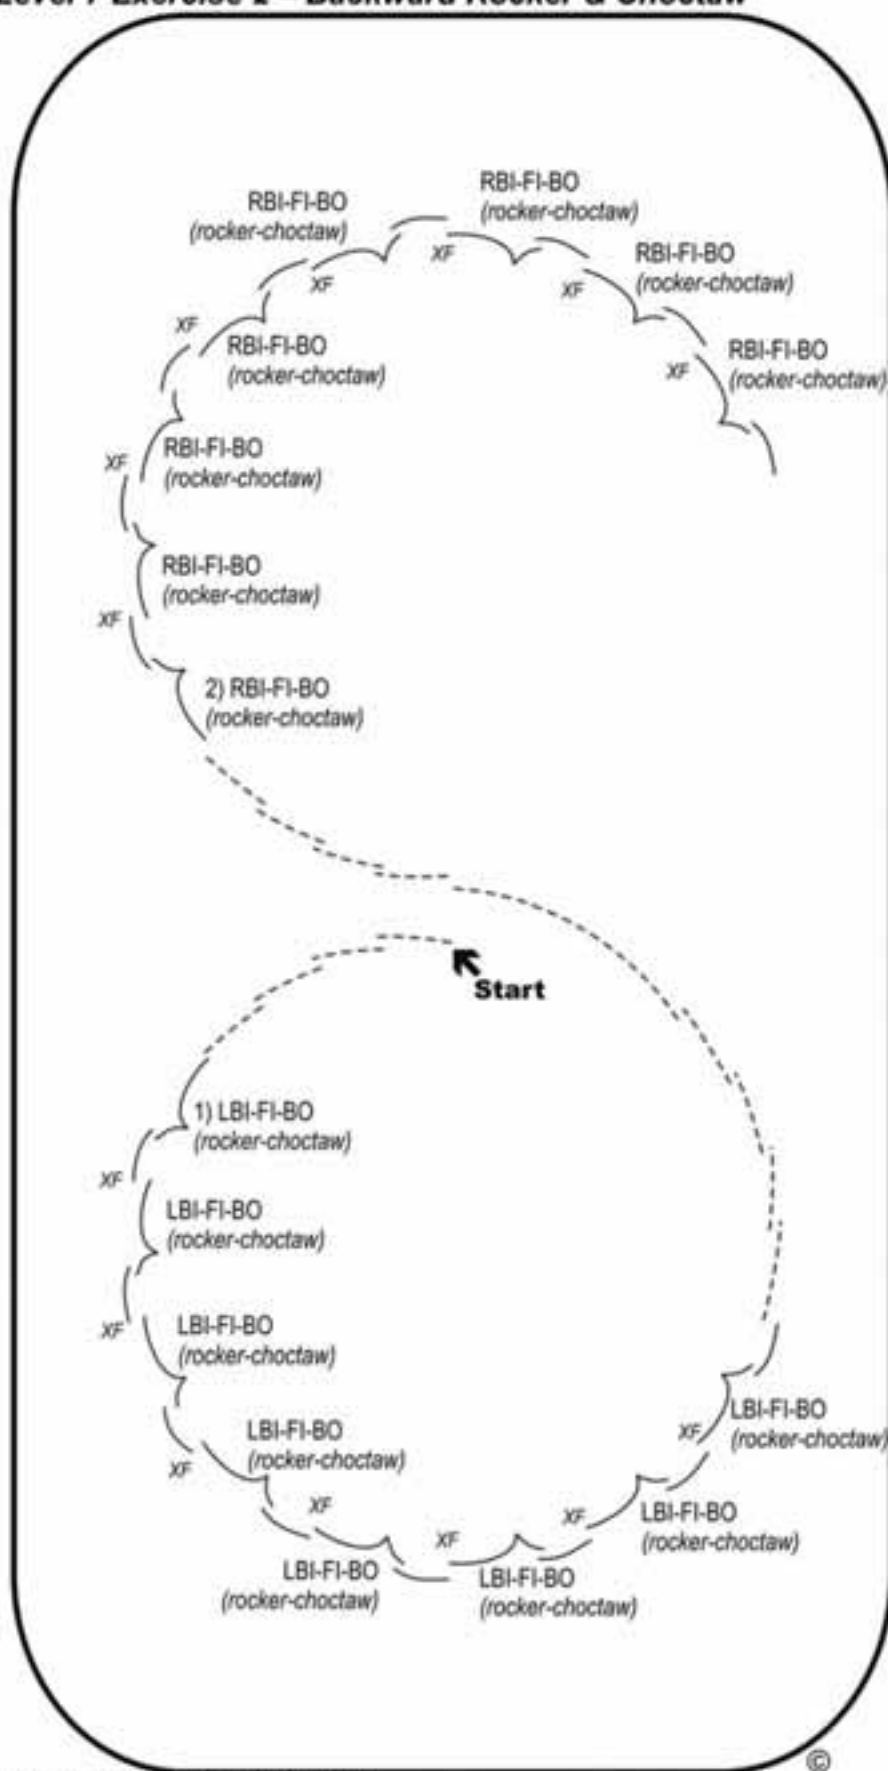 Level 7 Exercise 2 – Backward Rocker & Choctaw
RBI-FI-BO
(rocker-choctaw)
RBI-FI-BO
(rocker-choctaw)
XF
XF
RBI-FI-BO
(rocker-choctaw)
XF
XF
RBI-FI-BO
(rocker-choctaw)
RBI-FI-BO
(rocker-choctaw)
XF
RBI-FI-BO
(rocker-choctaw)
XF
RBI-FI-BO
(rocker-choctaw)
XF
2) RBI-FI-BO
(rocker-choctaw)
Start
1) LBI-FI-BO
(rocker-choctaw)
XF
LBI-FI-BO
(rocker-choctaw)
XF
LBI-FI-BO
(rocker-choctaw)
LBI-FI-BO
(rocker-choctaw)
XF
LBI-FI-BO
(rocker-choctaw)
XF
XF
XF
XF
LBI-FI-BO
(rocker-choctaw)
LBI-FI-BO
(rocker-choctaw)
LBI-FI-BO
(rocker-choctaw)
©